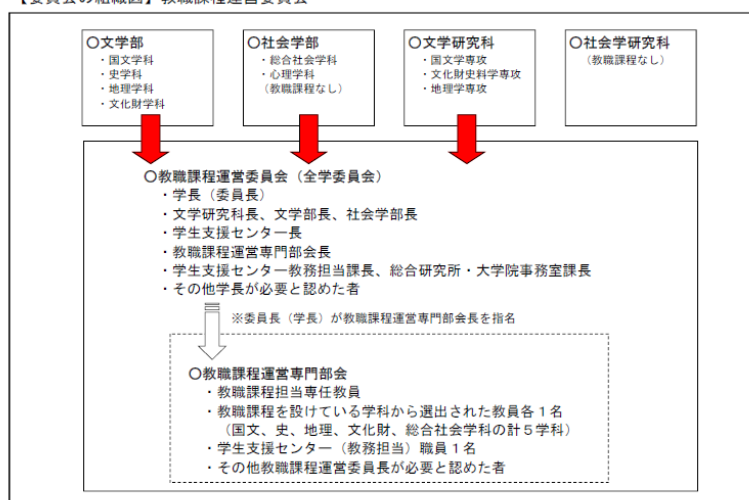 【委員会の組織図】教職課程運営委員会
○文学部
・国文学科
・史学科
・地理学科
・文化財学科
○社会学部
・総合社会学科
・心理学科
（教職課程なし）
○文学研究科
・国文学専攻
・文化財史料学専攻
・地理学専攻
○社会学研究科
（教職課程なし）
○教職課程運営委員会（全学委員会）
・学長（委員長）
・文学研究科長、文学部長、社会学部長
・学生支援センター長
・教職課程運営専門部会長
・学生支援センター教務担当課長、総合研究所・大学院事務室課長
・その他学長が必要と認めた者
※委員長（学長）が教職課程運営専門部会長を指名
○教職課程運営専門部会
・教職課程担当専任教員
・教職課程を設けている学科から選出された教員各１名
（国文、史、地理、文化財、総合社会学科の計５学科）
・学生支援センター（教務担当）職員１名
・その他教職課程運営委員長が必要と認めた者